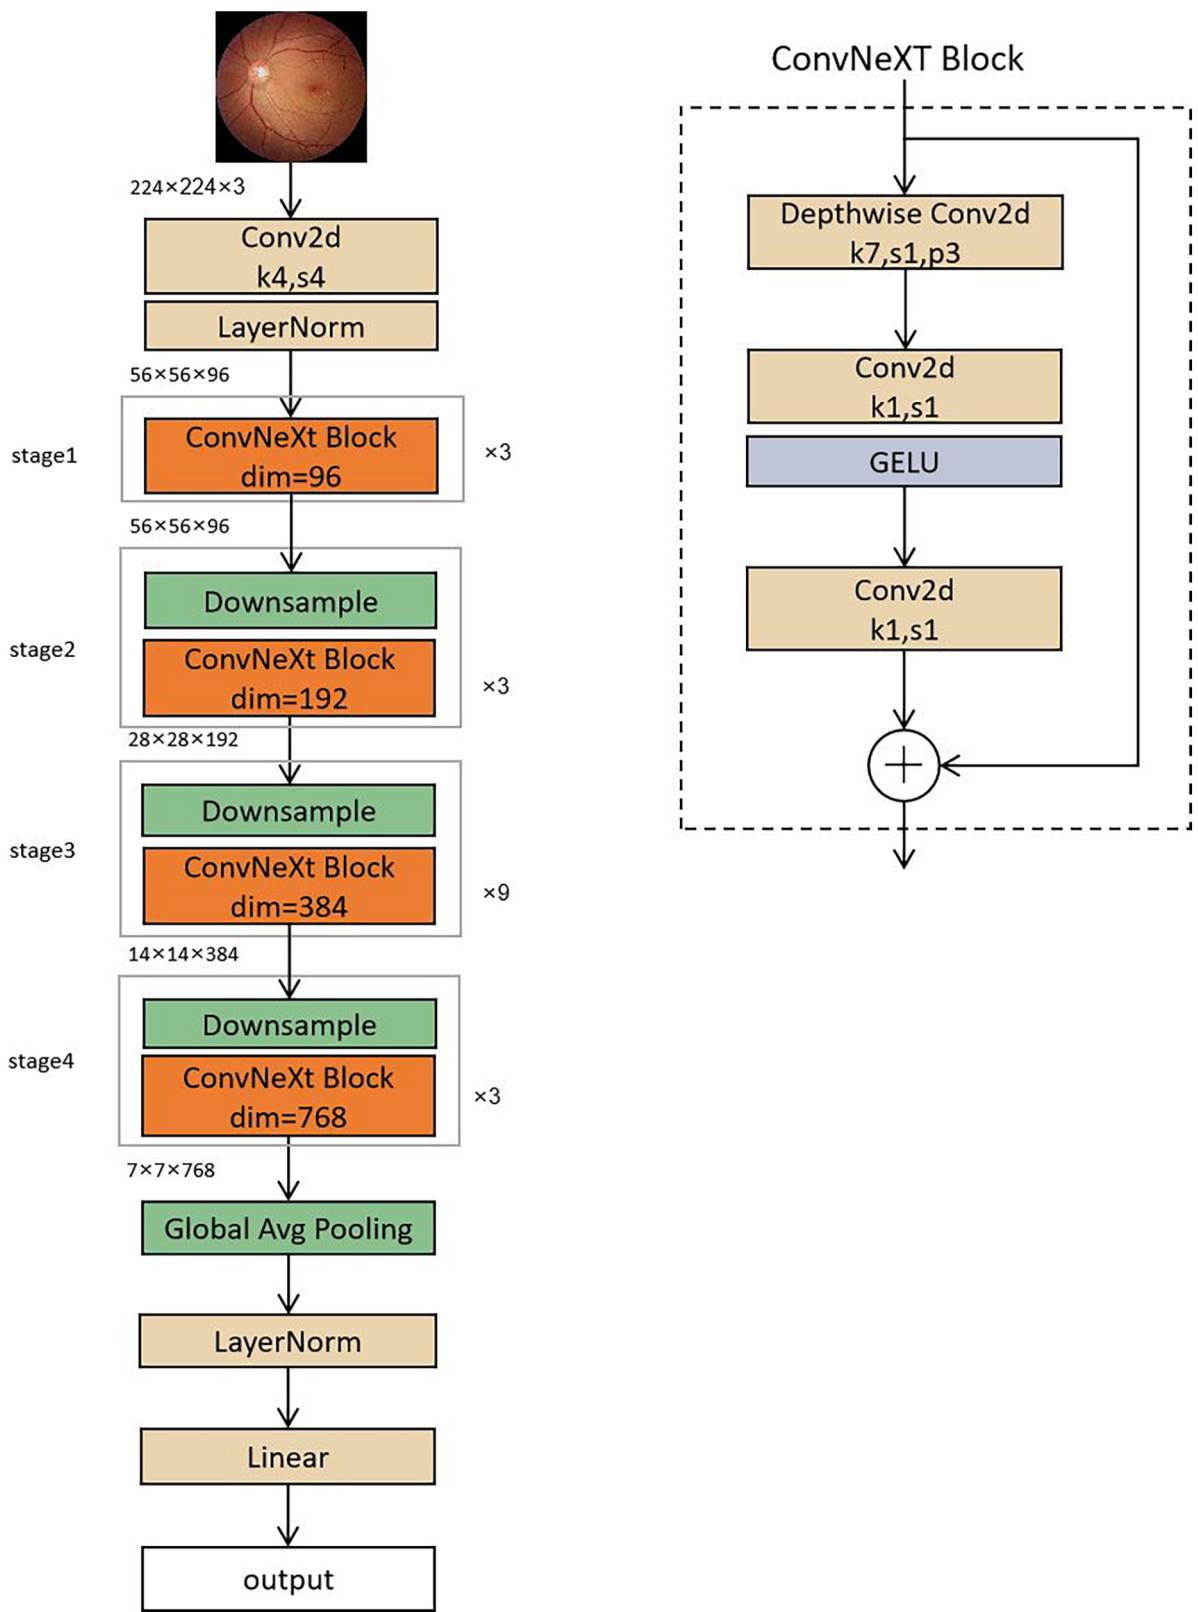 224×224×3
Conv2d
k4,s4
LayerNorm
56×56×96
stage1
ConvNeXt Block
dim=96
×3
56×56×96
stage2
Downsample
ConvNeXt Block
dim=192
×3
28×28×192
stage3
Downsample
ConvNeXt Block
dim=384
×9
14×14×384
stage4
Downsample
ConvNeXt Block
dim=768
×3
7×7×768
Global Avg Pooling
LayerNorm
Linear
output
ConvNeXT Block
Depthwise Conv2d
k7,s1,p3
Conv2d
k1,s1
GELU
Conv2d
k1,s1